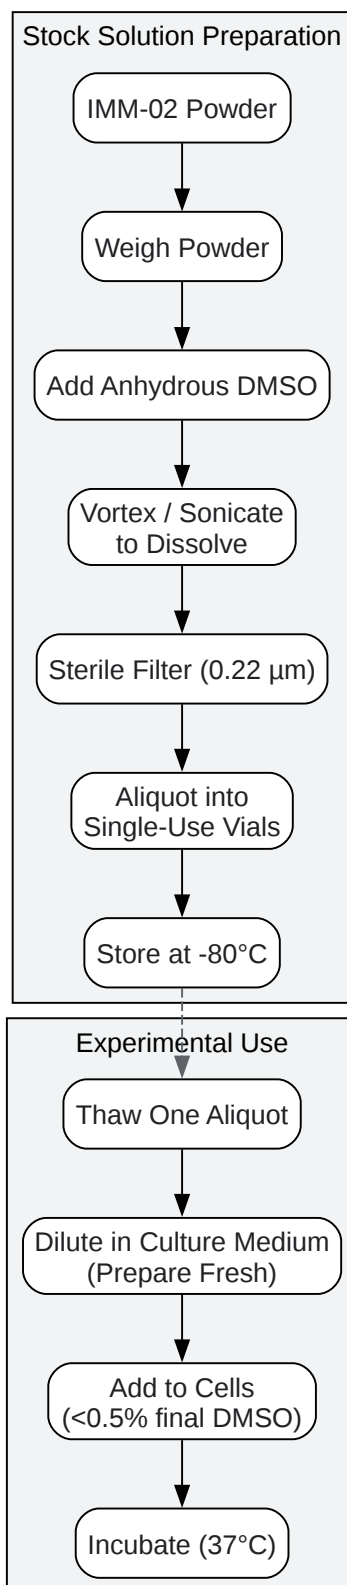 Stock Solution Preparation
IMM-02 Powder
Weigh Powder
Add Anhydrous DMSO
Vortex / Sonicate
to Dissolve
Sterile Filter (0.22 µm)
Aliquot into
Single-Use Vials
Store at -80°C
Experimental Use
Thaw One Aliquot
Dilute in Culture Medium
(Prepare Fresh)
Add to Cells
(<0.5% final DMSO)
Incubate (37°C)